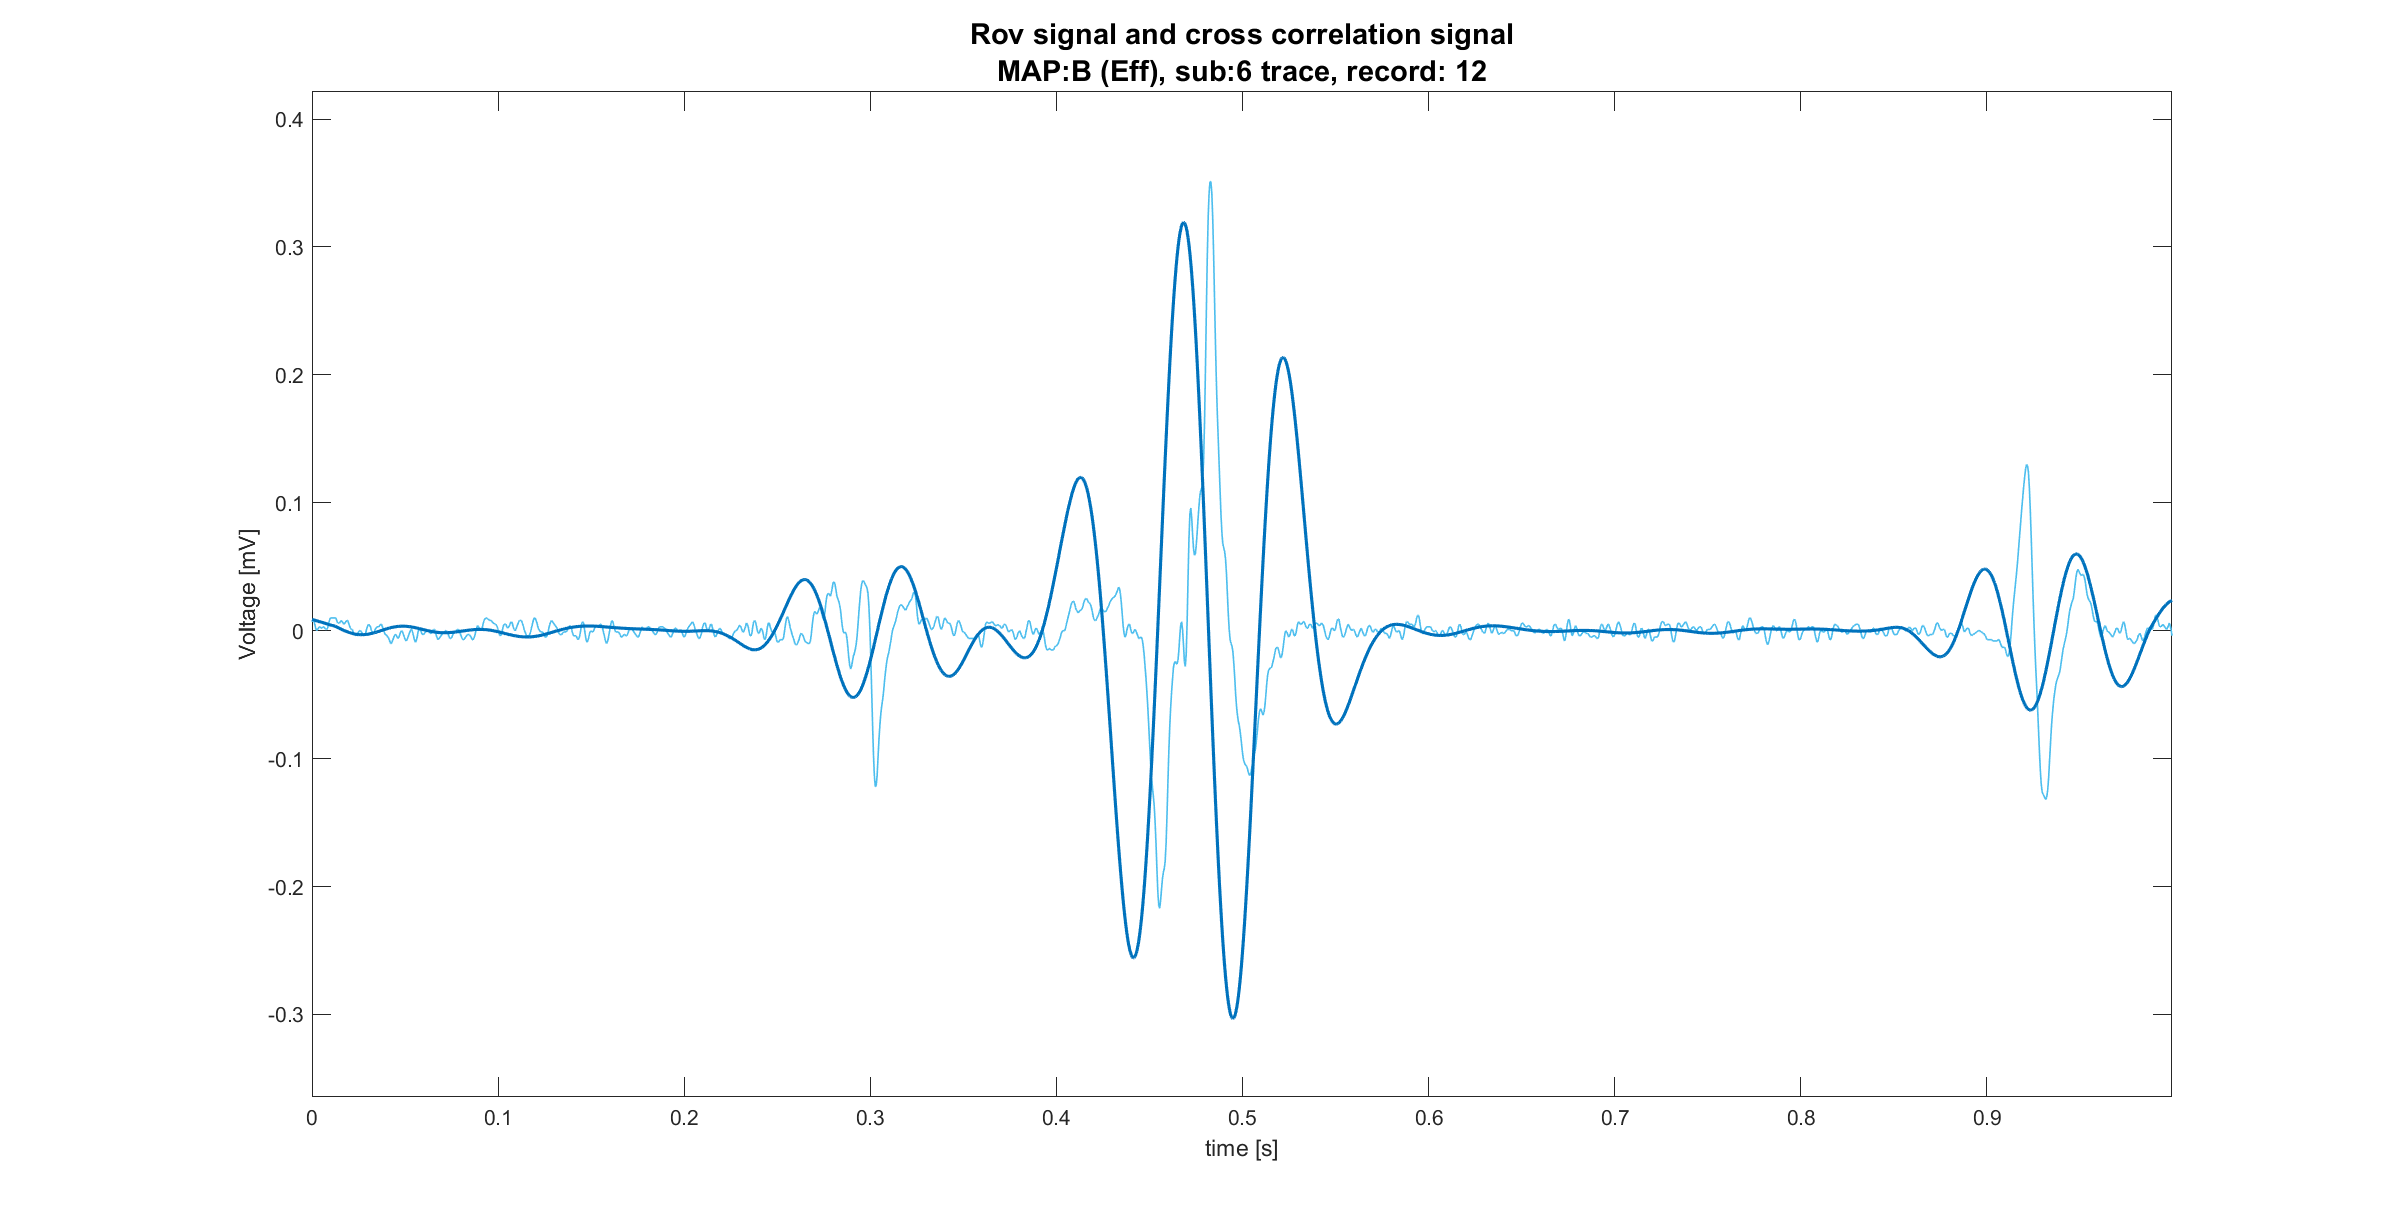 Rov signal and cross correlation signal
MAP:B (Eff), sub:6 trace, record: 12
0.4
0.3
0.2
0.1
0
-0.1
-0.2
-0.3
Voltage [mV]
0 0.1 0.2 0.3 0.4 0.5 0.6 0.7 0.8 0.9
time [s]